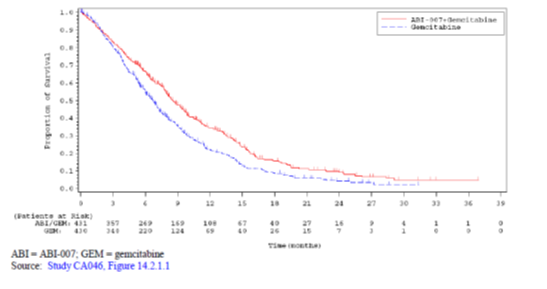 ABI-007+Gemcitabine
Gemcitabine
1.0
0.9
0.8
0.7
0.6
0.5
0.4
0.3
0.2
0.1
0.0
Proportion of Survival
0 3 6 9 12 15 18 21 24 27 30 33 36 39
(Patients at Risk)
ABI/GEM: 431 357 269 169 108 67 40 27 16 9 4 1 1 0
GEM: 430 340 220 124 69 40 26 15 7 3 1 0 0 0
Time(months)
ABI = ABI-007; GEM = gemcitabine
Source: Study CA046, Figure 14.2.1.1